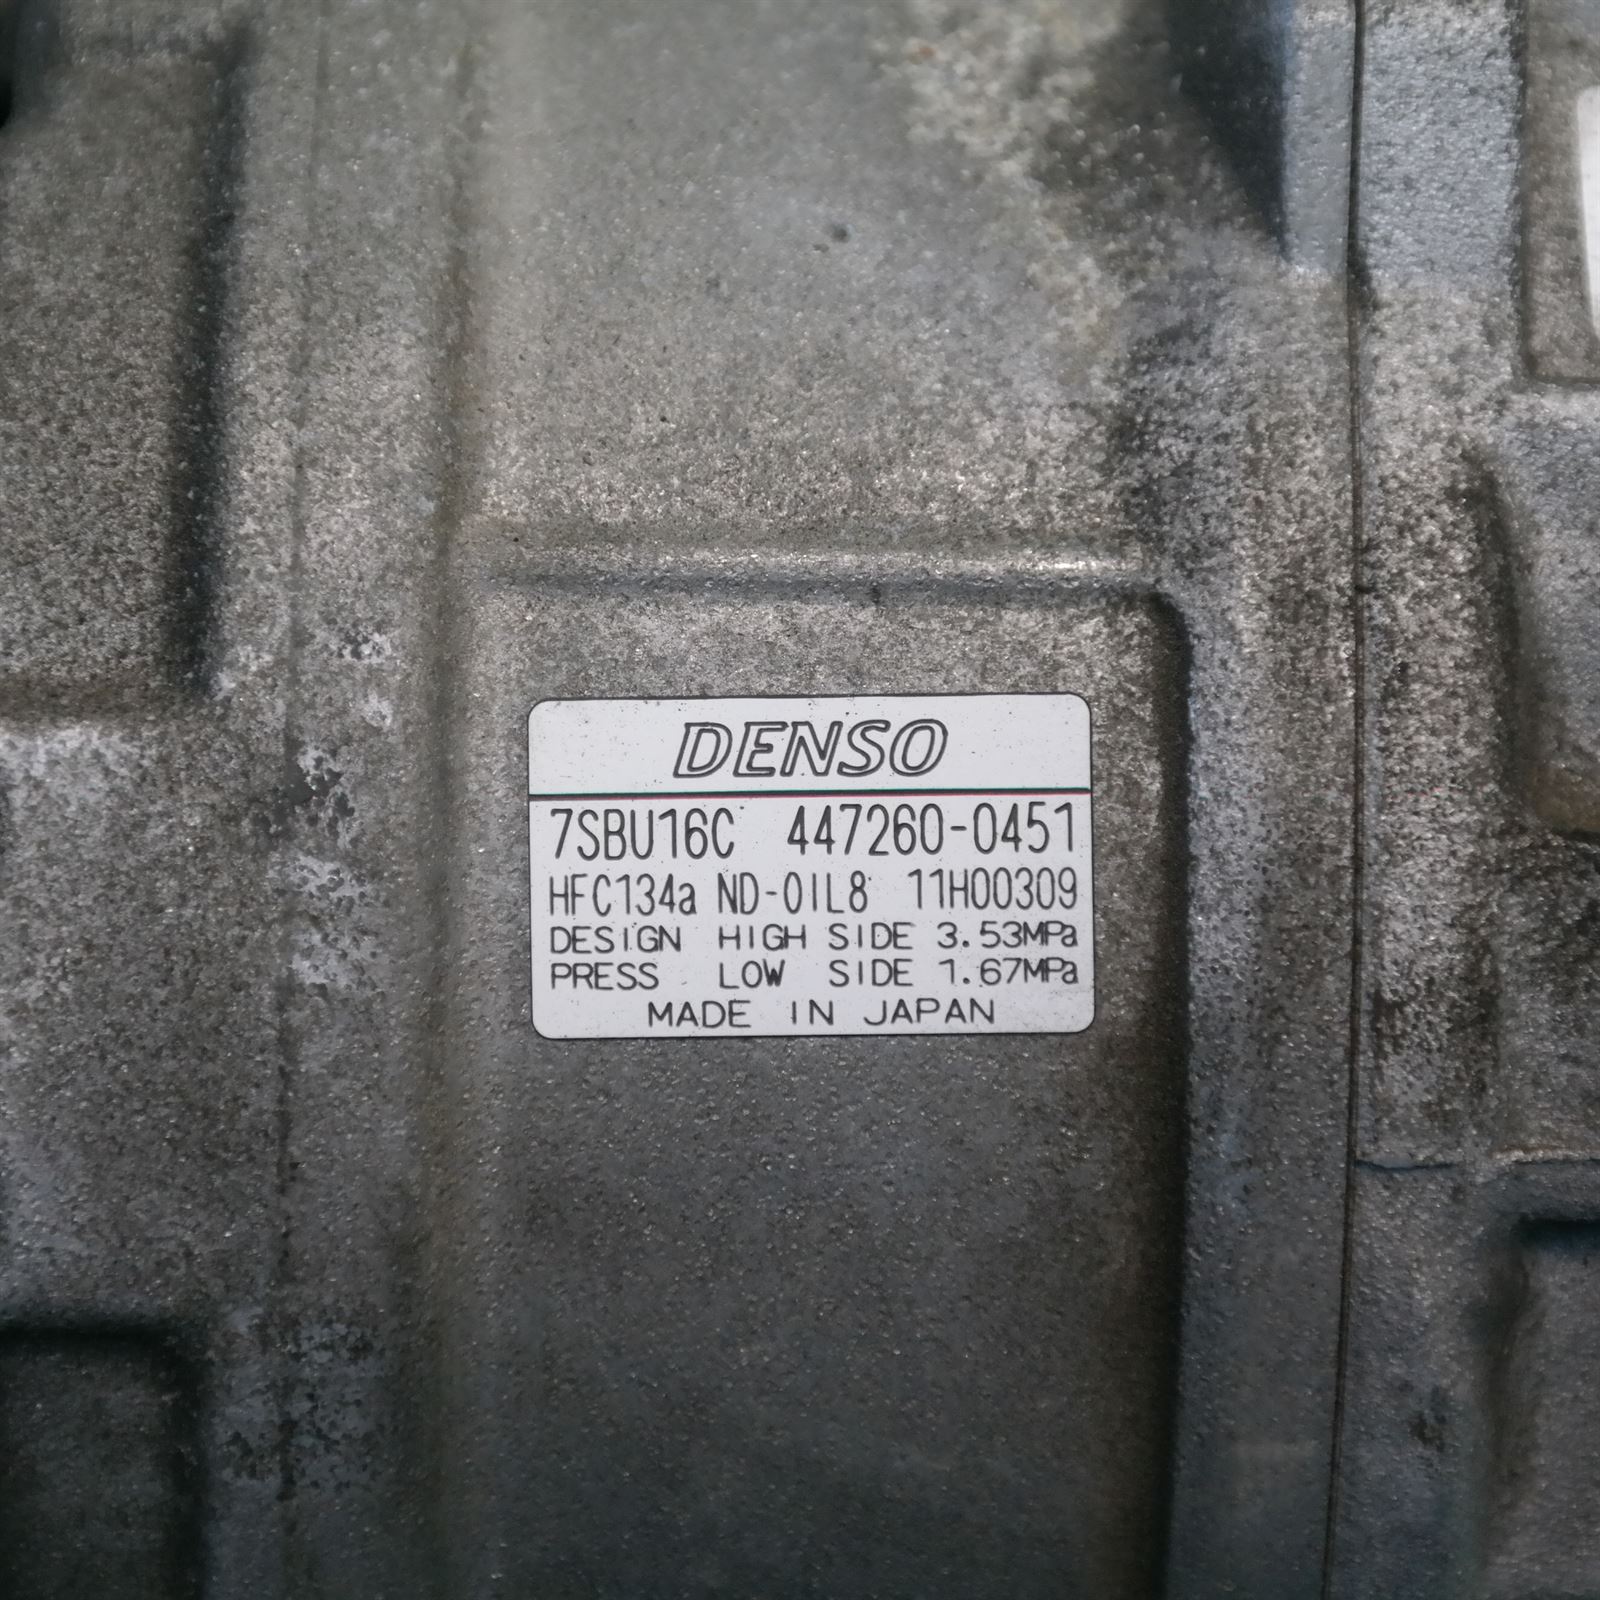 DENSO
7SBU16C 447260-0451
HFC134a ND-OIL8 11H00309
DESIGN HIGH SIDE 3.53MPa
PRESS LOW SIDE 1.67MPa
MADE IN JAPAN